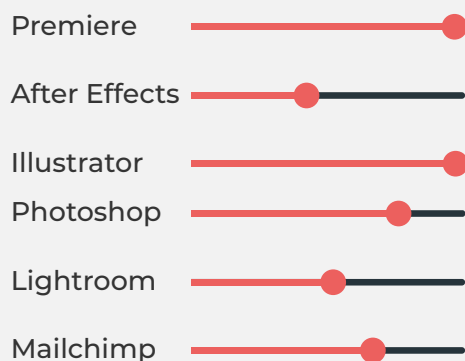 Premiere
After Effects
Illustrator
Photoshop
Lightroom
Mailchimp